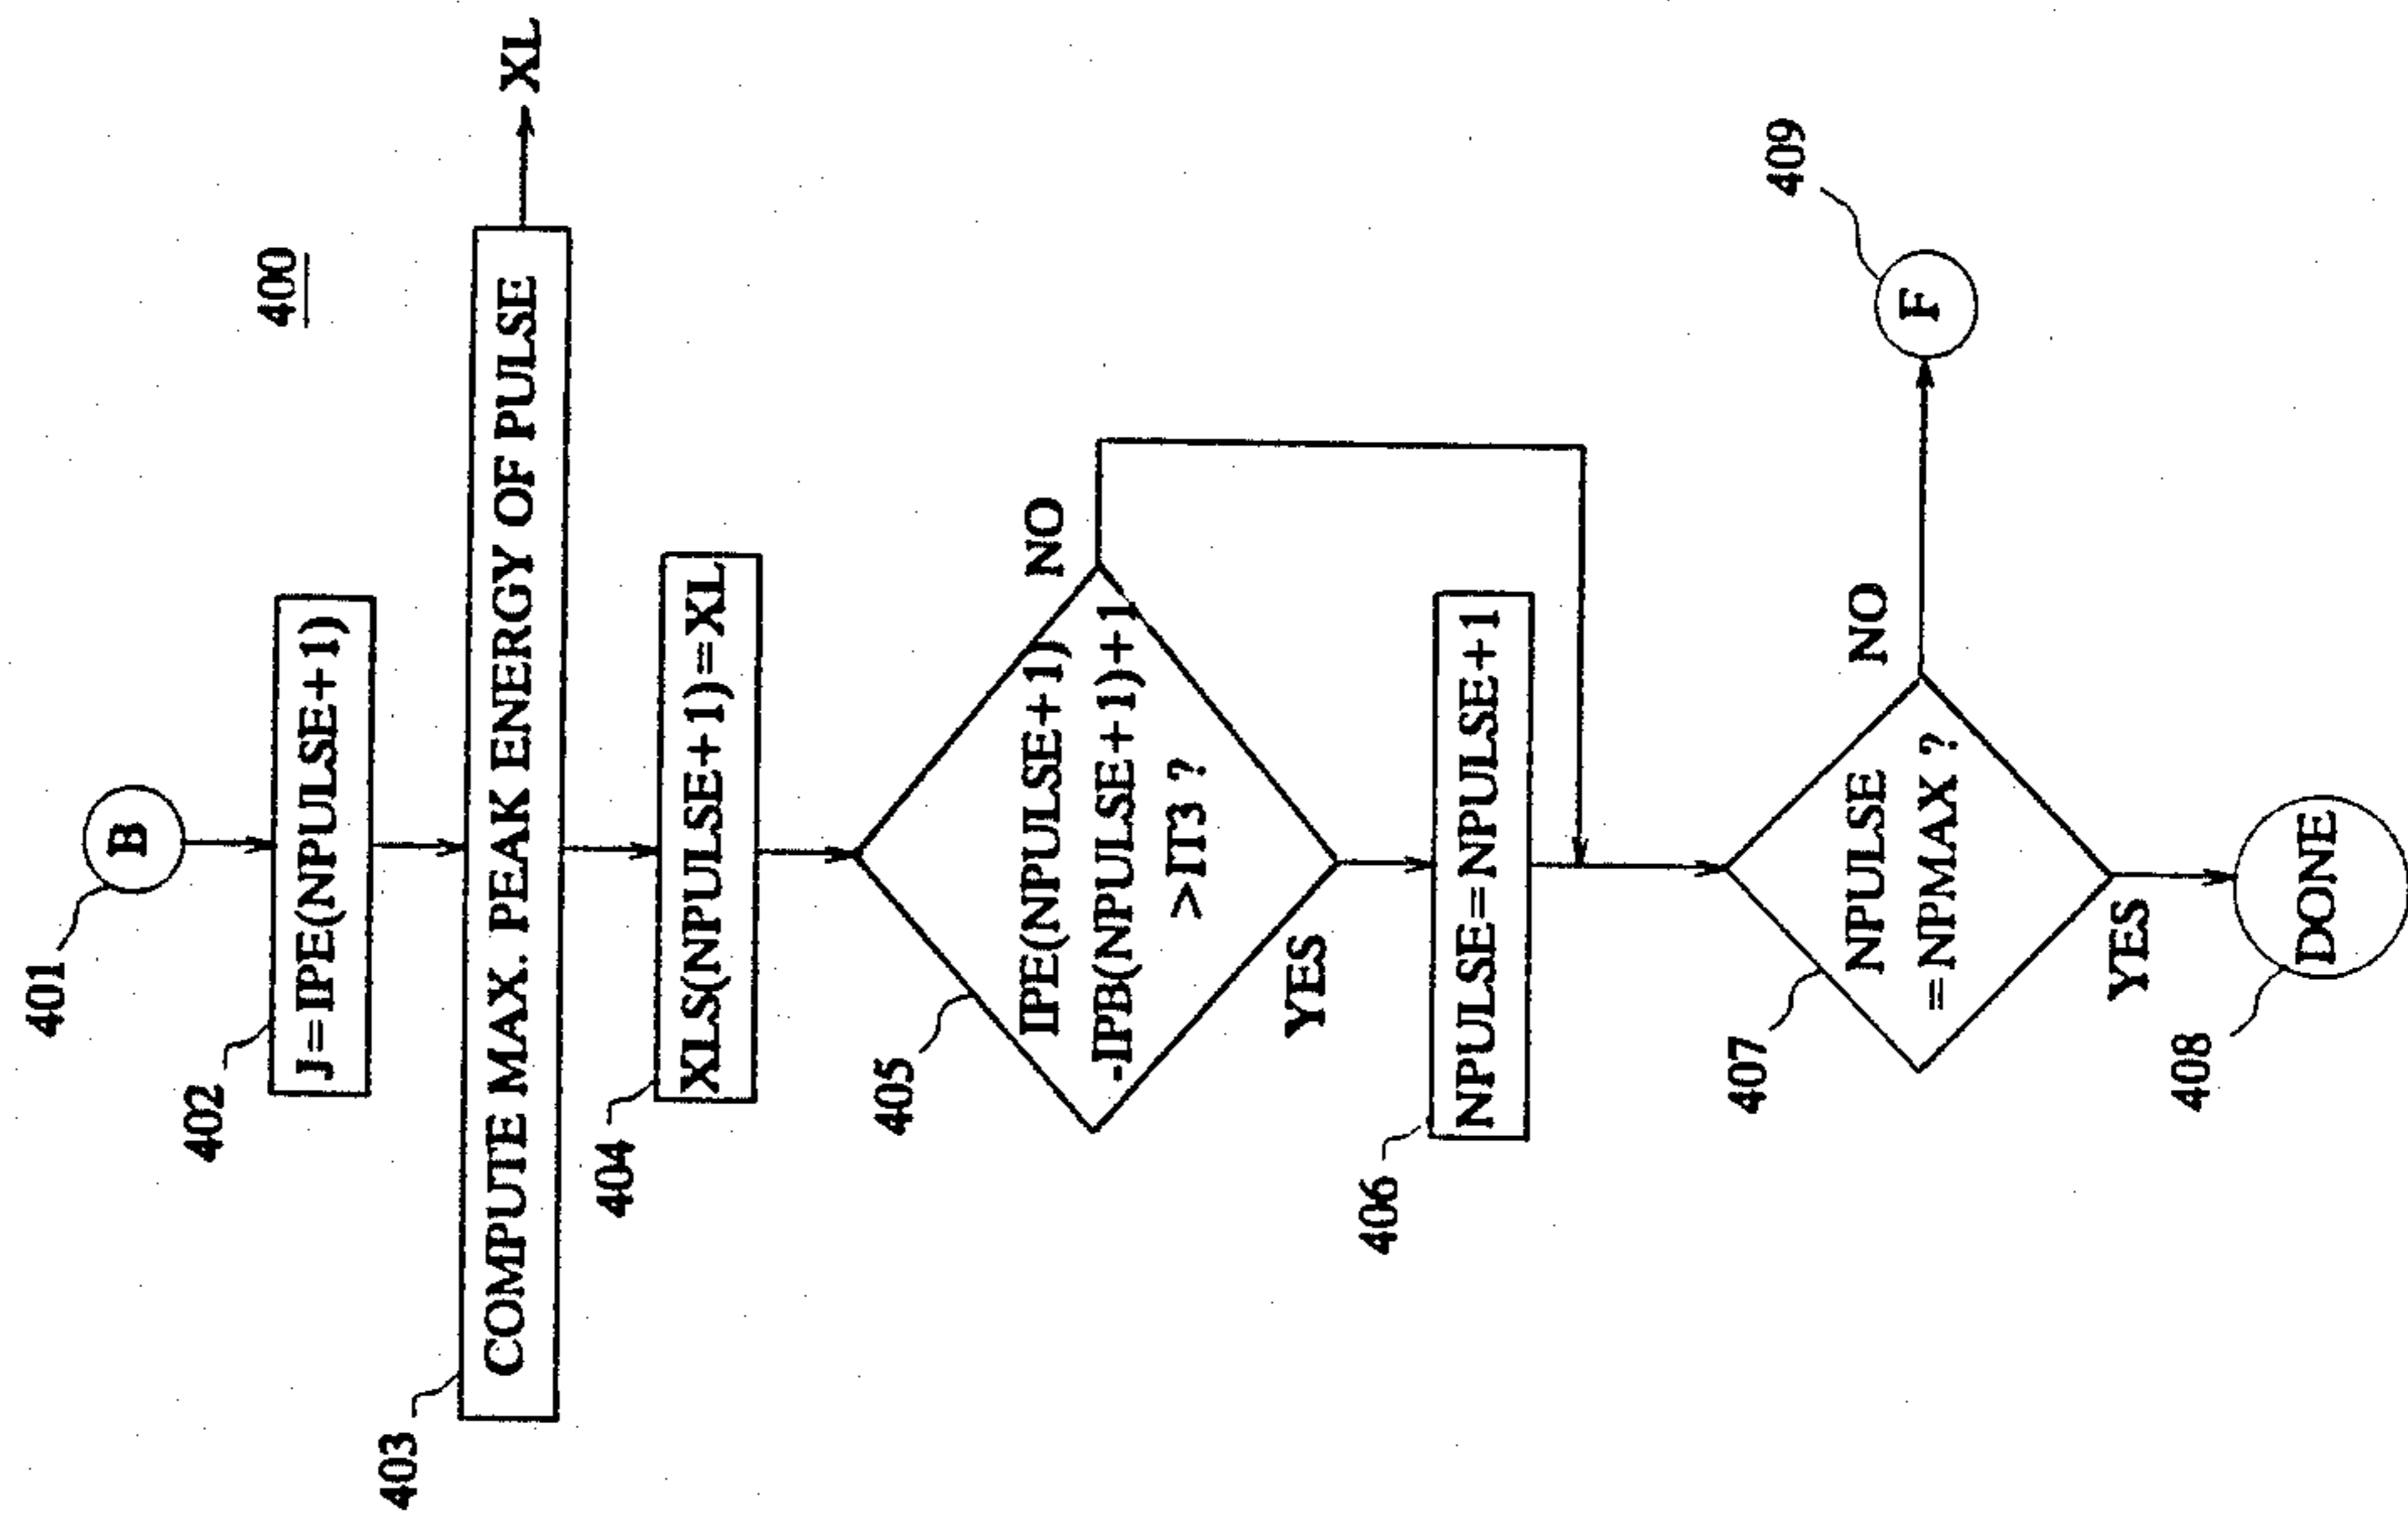 400
401
B
402
J=IPE(NPULSE+1)
403
COMPUTE MAX. PEAK ENERGY OF PULSE
XL
404
XLS(NPULSE+1)=XL
405
IPE(NPULSE+1)
-IPB(NPULSE+1)+1
>IT3 ?
NO
YES
406
NPULSE=NPULSE+1
407
NPULSE
=NPMAX ?
NO
409
F
YES
408
DONE